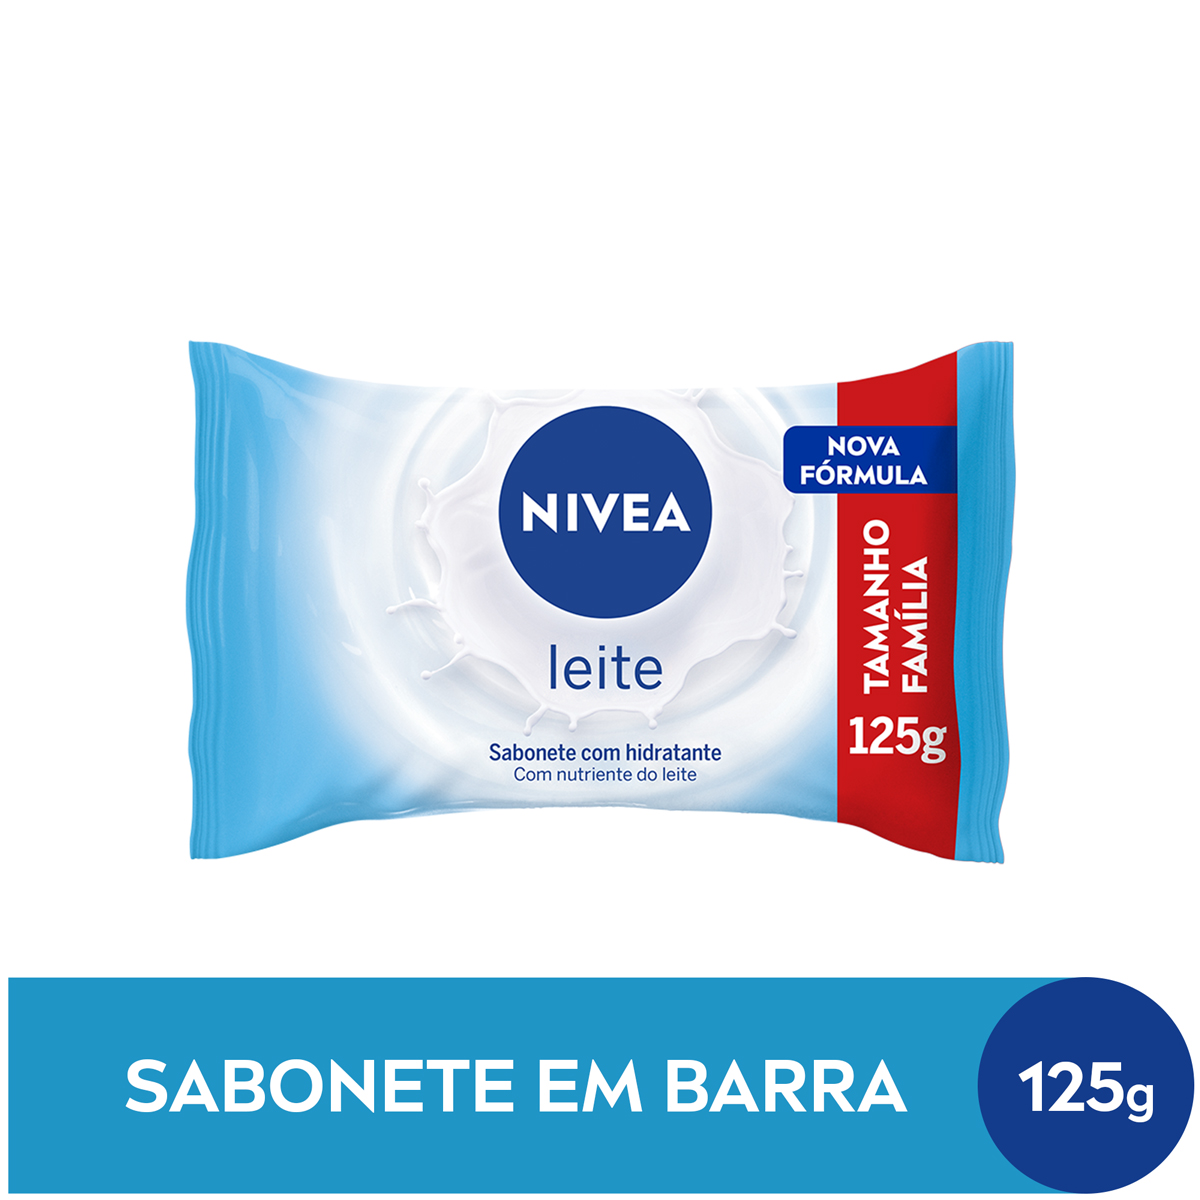 NIVEA
leite
Sabonete com hidratante
Com nutriente do leite
NOVA
FÓRMULA
TAMANHO
FAMÍLIA
125g
SABONETE EM BARRA
125g